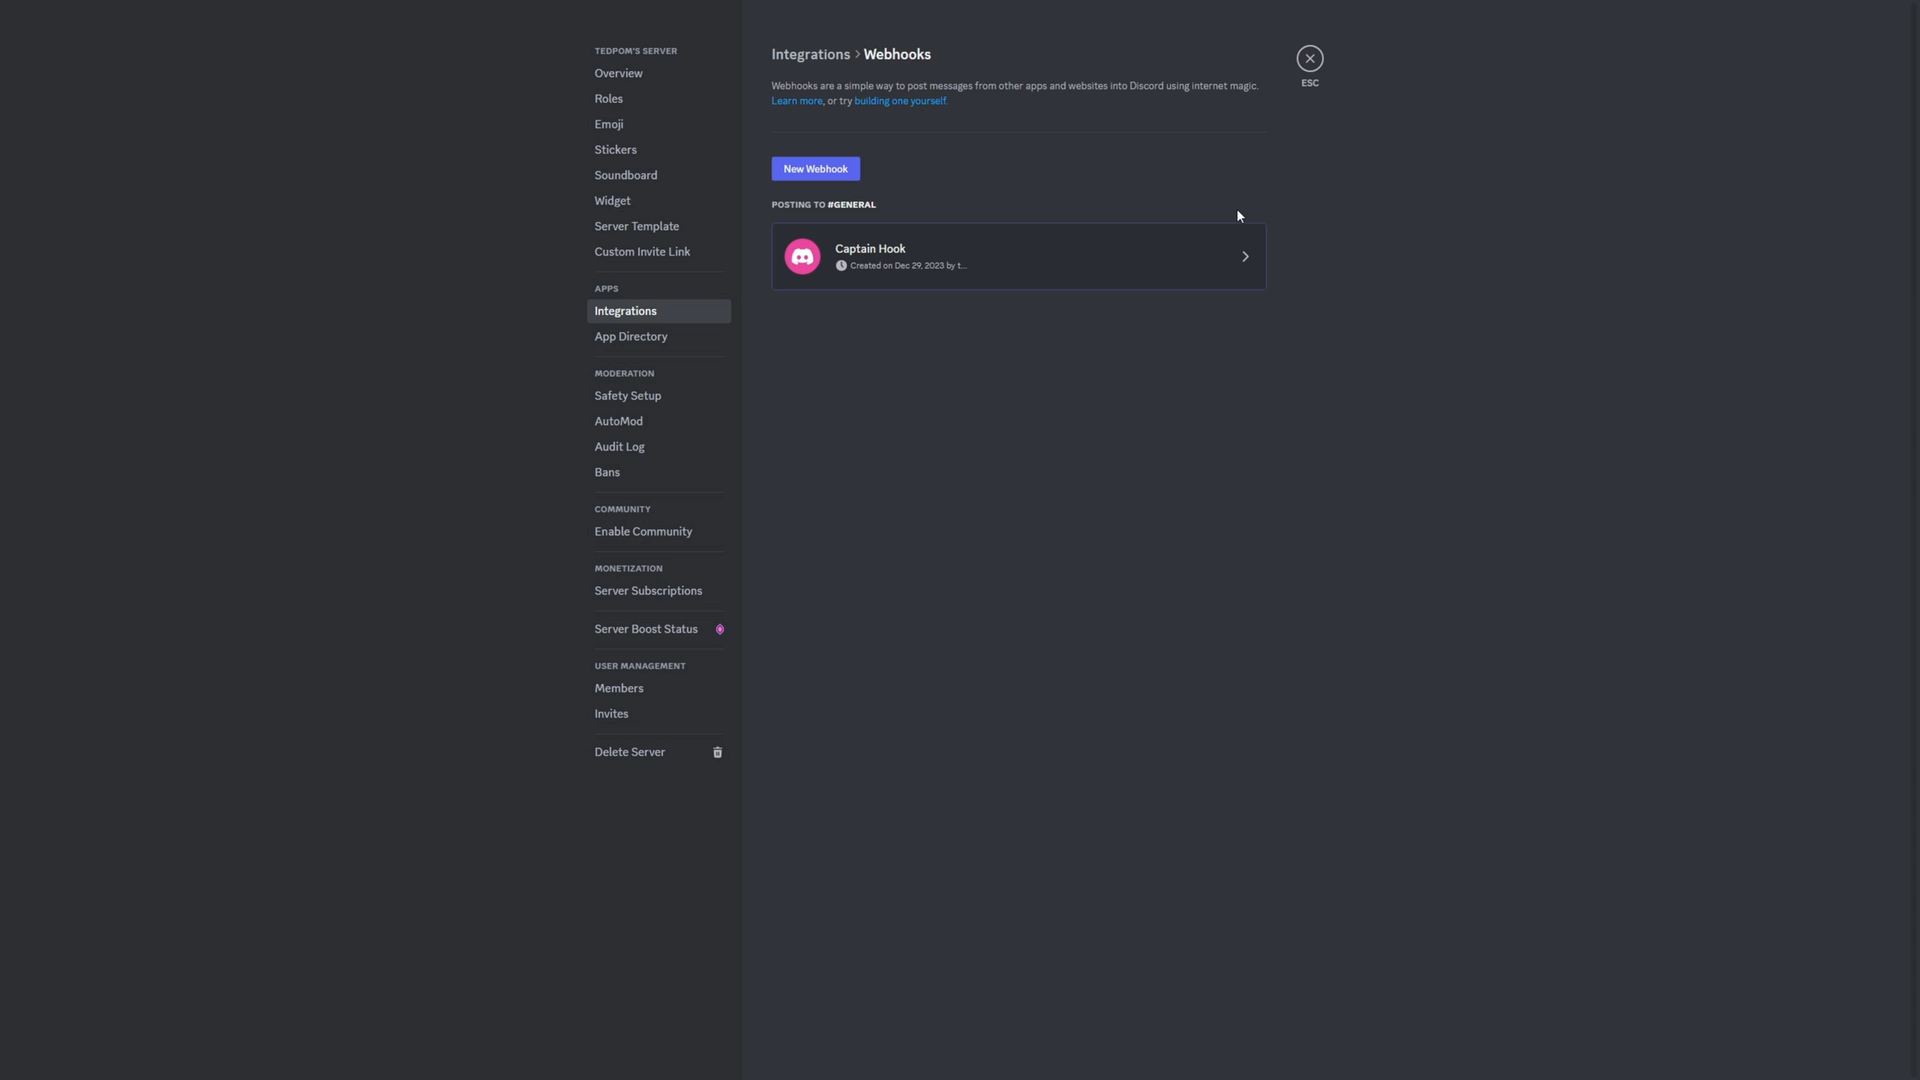 TEDPOM'S SERVER
Overview
Roles
Emoji
Stickers
Soundboard
Widget
Server Template
Custom Invite Link
APPS
Integrations
App Directory
MODERATION
Safety Setup
AutoMod
Audit Log
Bans
COMMUNITY
Enable Community
MONETIZATION
Server Subscriptions
Server Boost Status
USER MANAGEMENT
Members
Invites
Delete Server
Integrations > Webhooks
Webhooks are a simple way to post messages from other apps and websites into Discord using internet magic.
Learn more, or try building one yourself.
New Webhook
POSTING TO #GENERAL
Captain Hook
Created on Dec 29, 2023 by t...
ESC